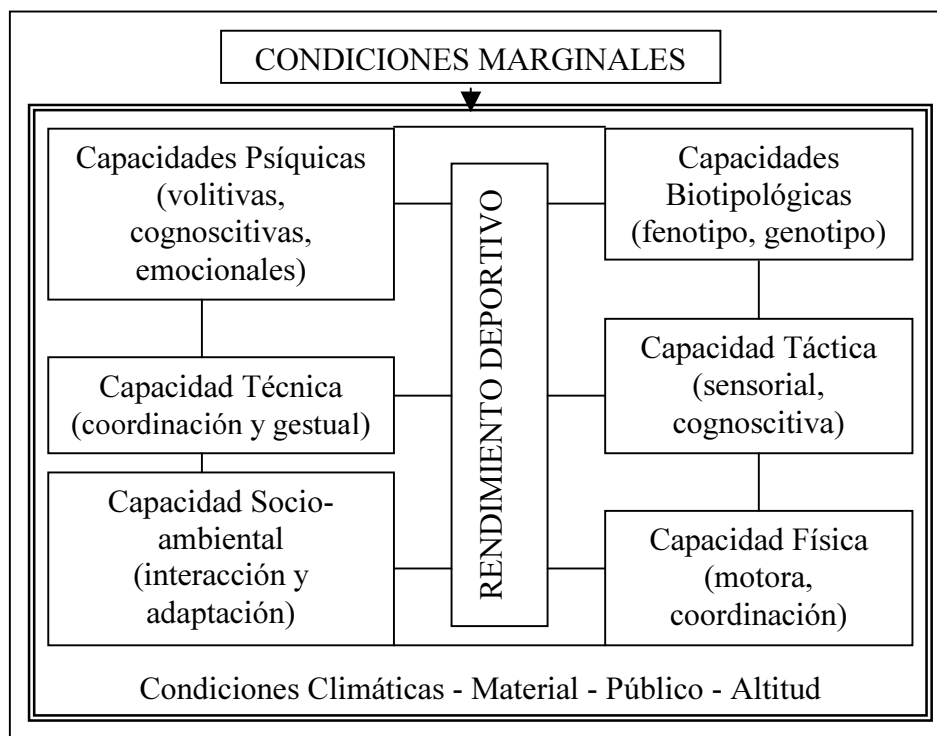 CONDICIONES MARGINALES
Capacidades Psíquicas
(volitivas,
cognoscitivas,
emocionales)
Capacidad Técnica
(coordinación y gestual)
Capacidad Socio-
ambiental
(interacción y
adaptación)
RENDIMIENTO DEPORTIVO
Capacidades
Biotipológicas
(fenotipo, genotipo)
Capacidad Táctica
(sensorial,
cognoscitiva)
Capacidad Física
(motora,
coordinación)
Condiciones Climáticas - Material - Público - Altitud